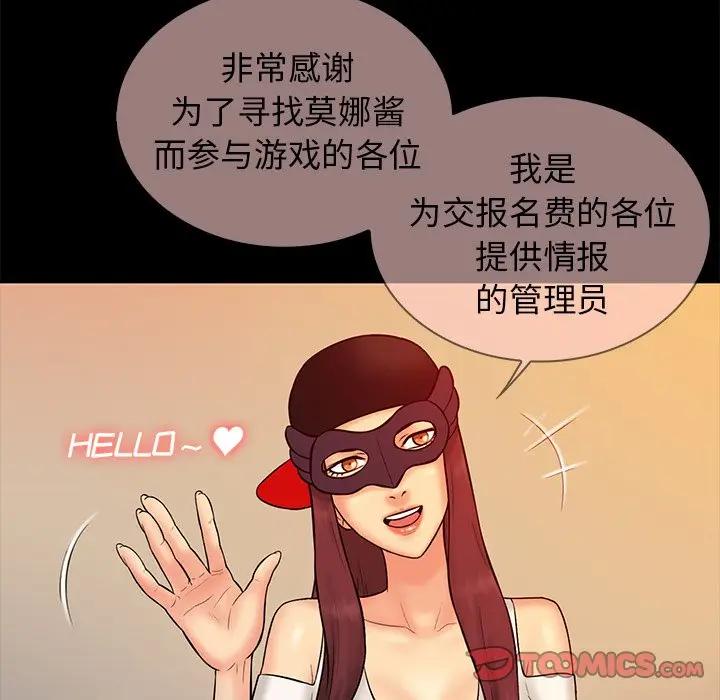 非常感谢
为了寻找莫娜酱
而参与游戏的各位
我是
为交报名费的各位
提供情报
的管理员
HELLO~♥
TOOMICS.COM